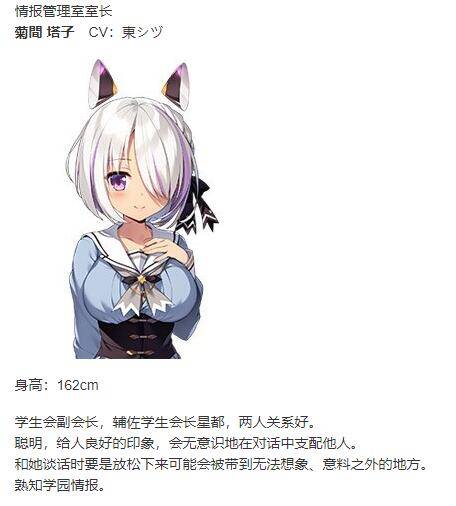 情报管理室室长
菊間 塔子　CV：東シヅ
身高：162cm
学生会副会长，辅佐学生会长星都，两人关系好。
聪明，给人良好的印象，会无意识地在对话中支配他人。
和她谈话时要是放松下来可能会被带到无法想象、意料之外的地方。
熟知学园情报。